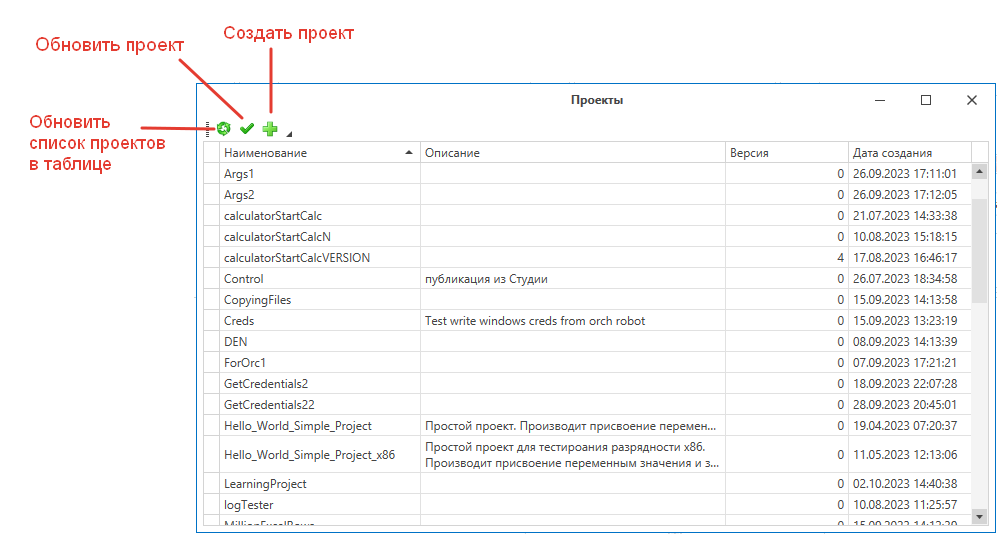 Создать проект
Обновить проект
Обновить
список проектов
в таблице
Проекты
Наименование Описание Версия Дата создания
Args1 0 26.09.2023 17:11:01
Args2 0 26.09.2023 17:12:05
calculatorStartCalc 0 21.07.2023 14:33:38
calculatorStartCalcN 0 10.08.2023 15:18:15
calculatorStartCalcVERSION 4 17.08.2023 16:46:17
Control публикация из Студии 0 26.07.2023 18:34:58
CopyingFiles 0 15.09.2023 14:13:58
Creds Test write windows creds from orch robot 0 15.09.2023 13:23:19
DEN 0 08.09.2023 14:13:39
ForOrc1 0 07.09.2023 17:21:21
GetCredentials2 0 18.09.2023 22:07:28
GetCredentials22 0 28.09.2023 20:45:01
Hello_World_Simple_Project Простой проект. Производит присвоение перемен... 0 19.04.2023 07:20:37
Hello_World_Simple_Project_x86 Простой проект для тестироания разрядности x86. 0 11.05.2023 12:13:06
Производит присвоение переменным значения и з...
LearningProject 0 02.10.2023 14:40:38
logTester 0 10.08.2023 11:25:57
MillionExcelRows 0 15.09.2023